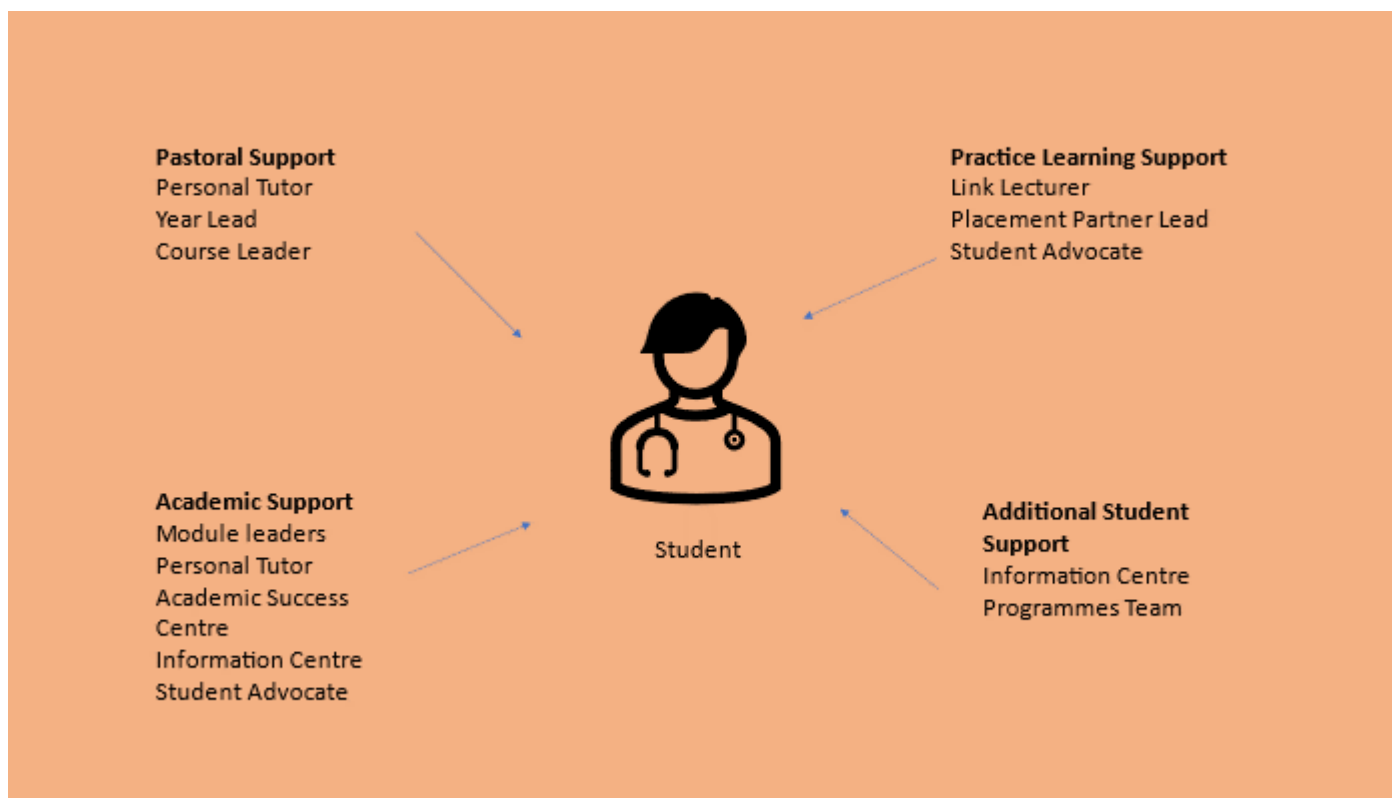 Pastoral Support
Personal Tutor
Year Lead
Course Leader
Practice Learning Support
Link Lecturer
Placement Partner Lead
Student Advocate
Academic Support
Module leaders
Personal Tutor
Academic Success
Centre
Information Centre
Student Advocate
Student
Additional Student
Support
Information Centre
Programmes Team